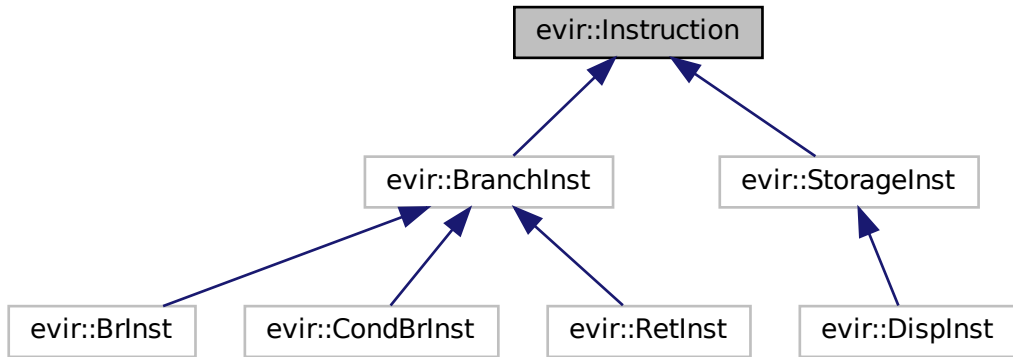 evir::Instruction
evir::BranchInst
evir::StorageInst
evir::BrInst
evir::CondBrInst
evir::RetInst
evir::DispInst